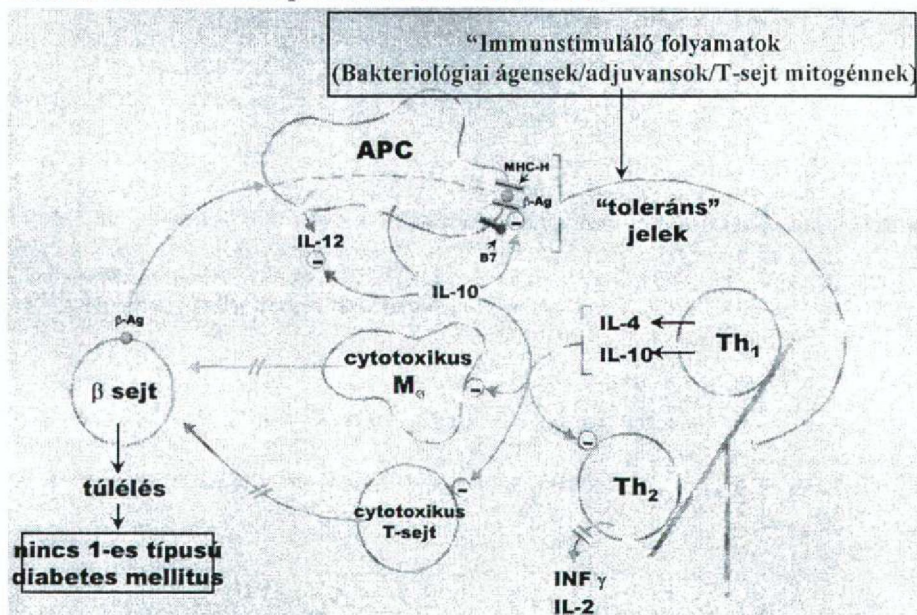 “Immunstimuláló folyamatok
(Bakteriológiai ágensek/adjuvansok/T-sejt mitogénnek)
APC
MHC-H
β-Ag
B7
“toleráns”
jelek
IL-12
IL-10
β-Ag
β sejt
cytotoxikus
Mø
IL-4
IL-10
Th₁
túlélés
cytotoxikus
T-sejt
Th₂
nincs 1-es típusú
diabetes mellitus
INF γ
IL-2